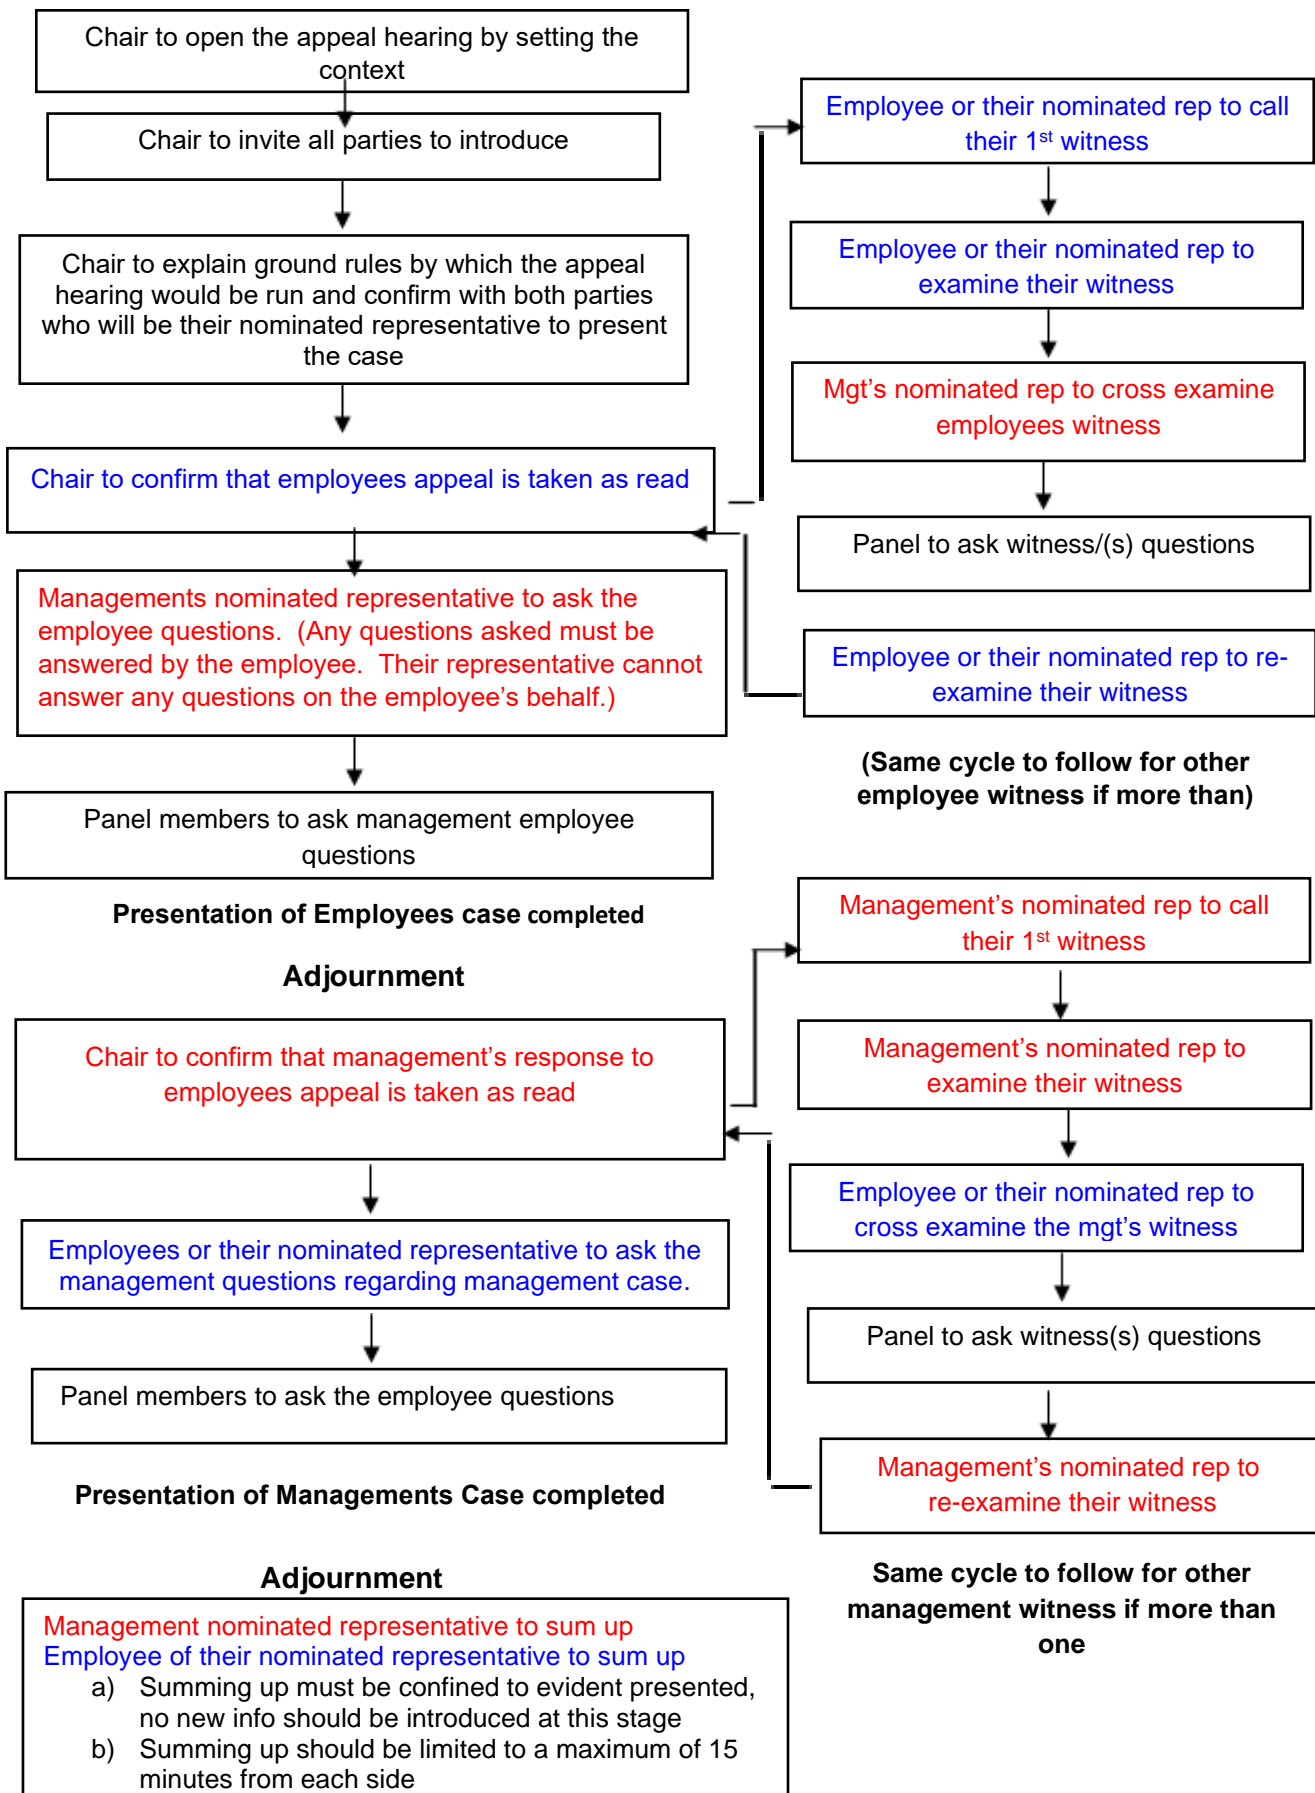 Chair to open the appeal hearing by setting the
context
Chair to invite all parties to introduce
Chair to explain ground rules by which the appeal
hearing would be run and confirm with both parties
who will be their nominated representative to present
the case
Chair to confirm that employees appeal is taken as read
Employee or their nominated rep to call
their 1st witness
Employee or their nominated rep to
examine their witness
Mgt's nominated rep to cross examine
employees witness
Panel to ask witness/(s) questions
Employee or their nominated rep to re-
examine their witness
(Same cycle to follow for other
employee witness if more than)
Managements nominated representative to ask the
employee questions.  (Any questions asked must be
answered by the employee.  Their representative cannot
answer any questions on the employee's behalf.)
Panel members to ask management employee
questions
Presentation of Employees case completed
Adjournment
Chair to confirm that management's response to
employees appeal is taken as read
Management's nominated rep to call
their 1st witness
Management's nominated rep to
examine their witness
Employee or their nominated rep to
cross examine the mgt's witness
Panel to ask witness(s) questions
Management's nominated rep to
re-examine their witness
Same cycle to follow for other
management witness if more than
one
Employees or their nominated representative to ask the
management questions regarding management case.
Panel members to ask the employee questions
Presentation of Managements Case completed
Adjournment
Management nominated representative to sum up
Employee of their nominated representative to sum up
a) Summing up must be confined to evident presented,
no new info should be introduced at this stage
b) Summing up should be limited to a maximum of 15
minutes from each side